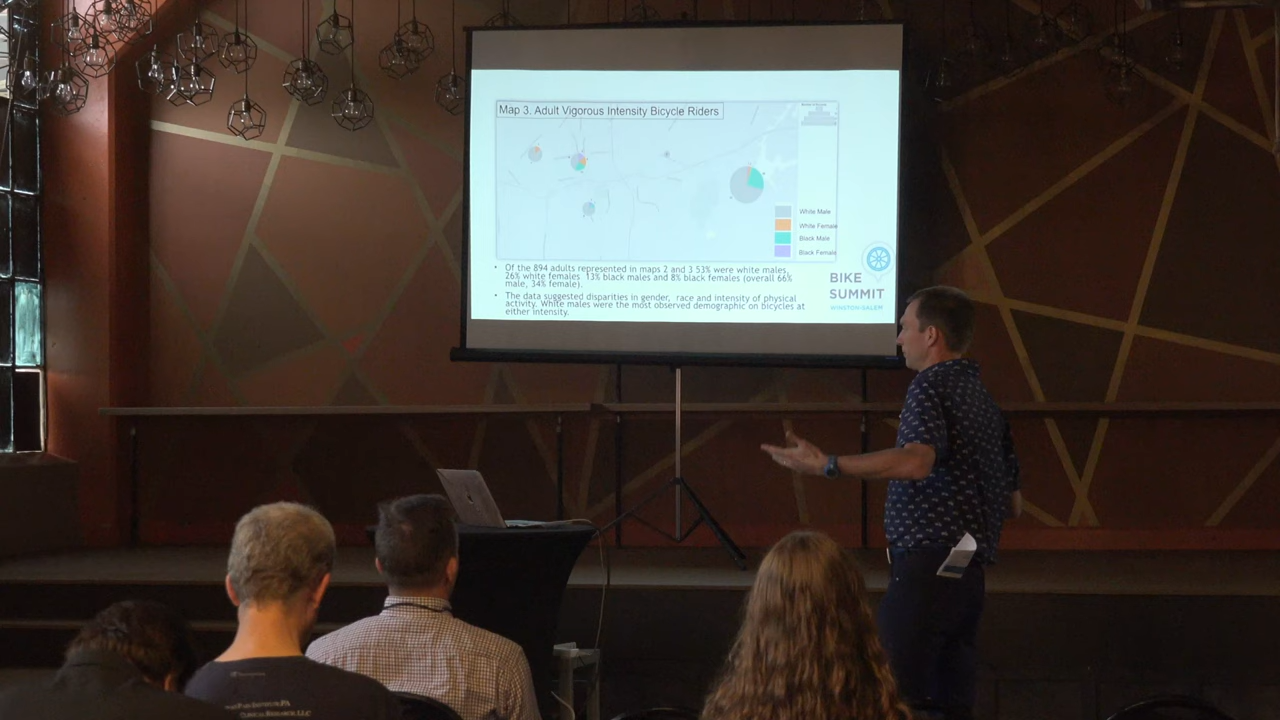 Map 3. Adult Vigorous Intensity Bicycle Riders
White Male
White Female
Black Male
Black Female
• Of the 894 adults represented in maps 2 and 3 53% were white males,
26% white females 13% black males and 8% black females (overall 66%
male, 34% female).
• The data suggested disparities in gender, race and intensity of physical
activity. White males were the most observed demographic on bicycles at
either intensity.
BIKE
SUMMIT
WINSTON-SALEM
Clinical Research, LLC